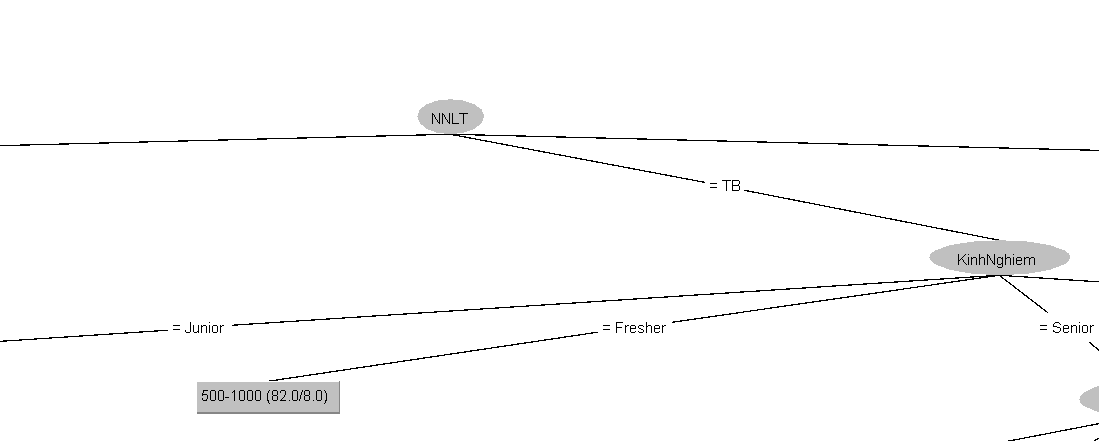 NNLT
= TB
KinhNghiem
= Junior
= Fresher
= Senior
500-1000 (82.0/8.0)